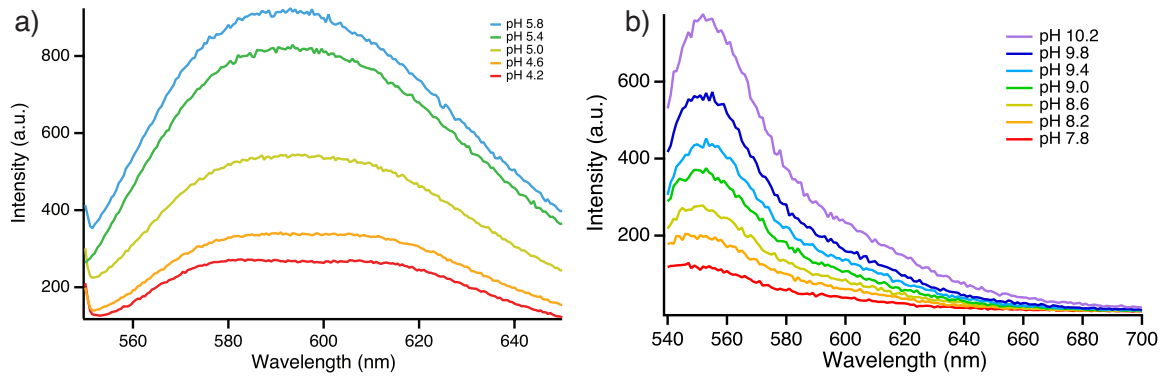 a)
pH 5.8
pH 5.4
pH 5.0
pH 4.6
pH 4.2
Intensity (a.u.)
800
600
400
200
560 580 600 620 640
Wavelength (nm)
b)
pH 10.2
pH 9.8
pH 9.4
pH 9.0
pH 8.6
pH 8.2
pH 7.8
Intensity (a.u.)
600
400
200
540 560 580 600 620 640 660 680 700
Wavelength (nm)